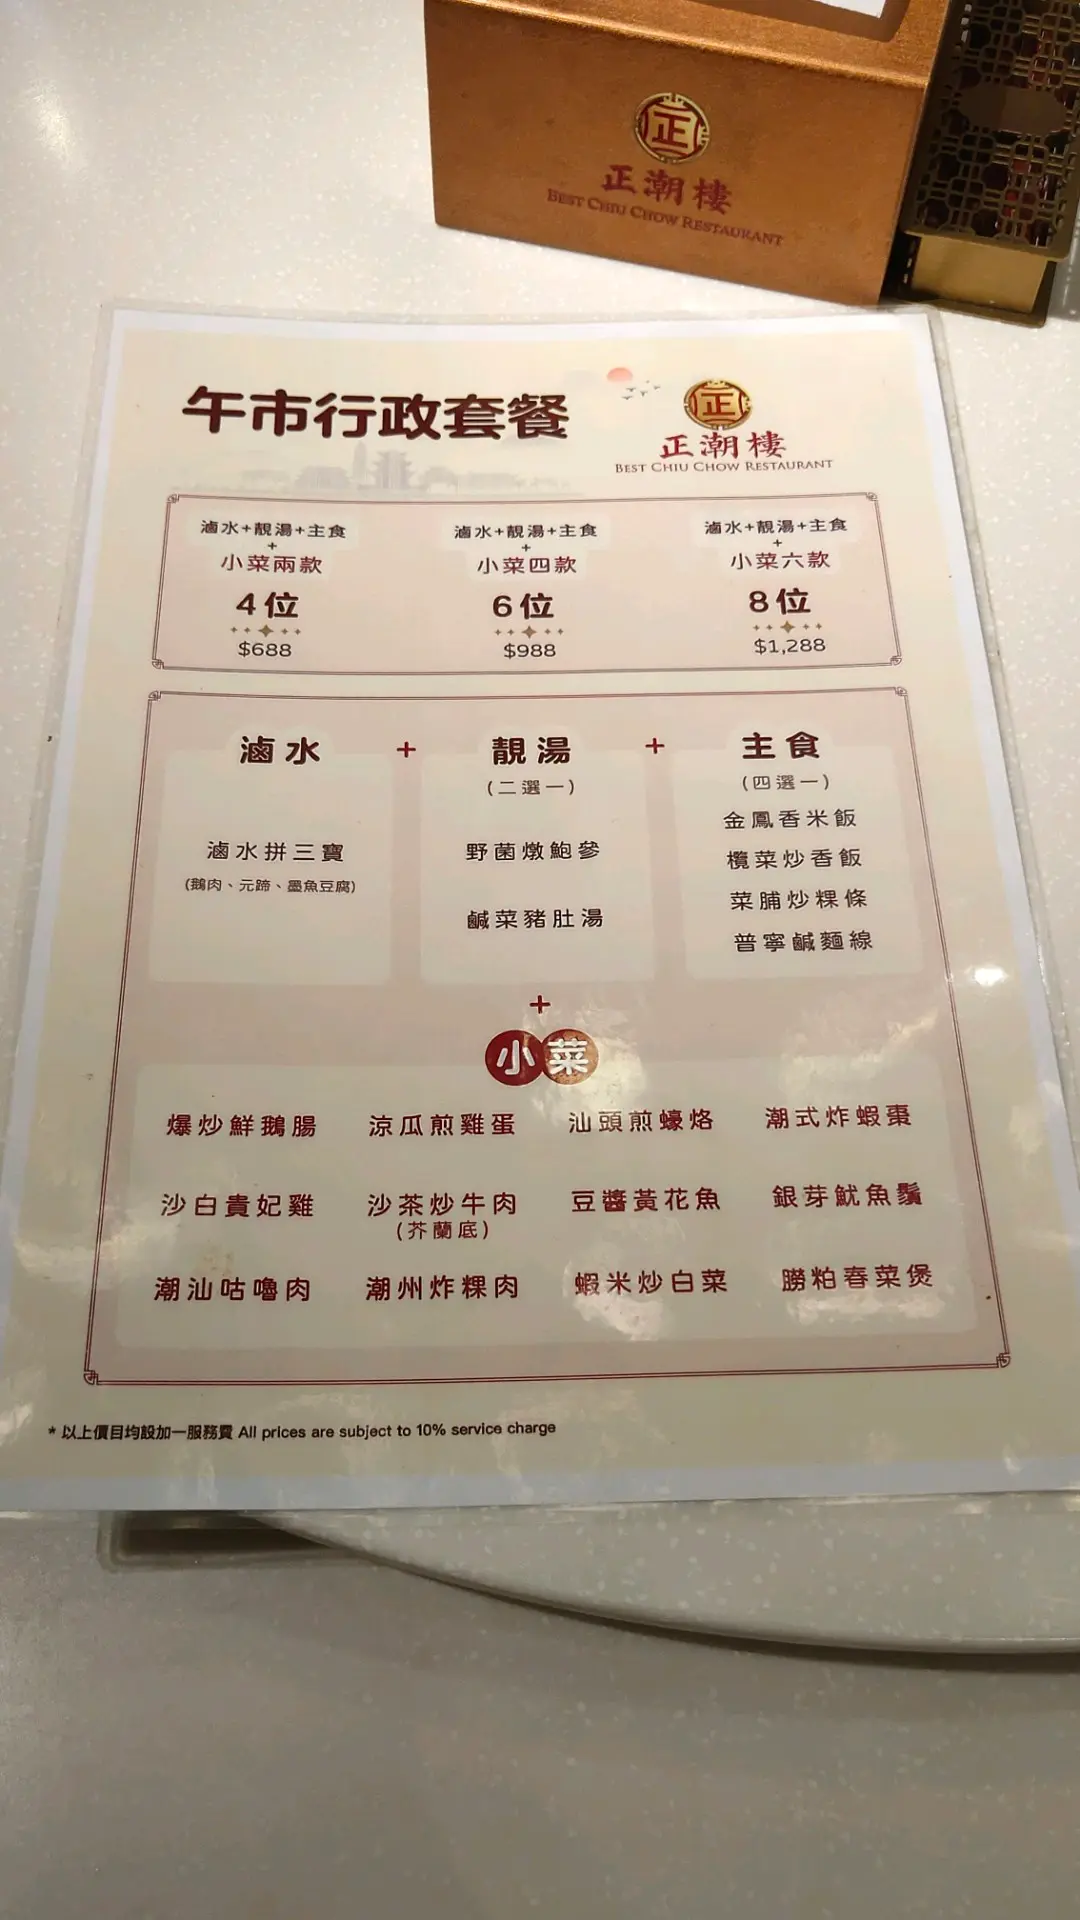 正
正潮樓
BEST CHIU CHOW RESTAURANT
午市行政套餐
正
正潮樓
BEST CHIU CHOW RESTAURANT
滷水+靚湯+主食
+
小菜兩款
4位
$688
滷水+靚湯+主食
+
小菜四款
6位
$988
滷水+靚湯+主食
+
小菜六款
8位
$1,288
滷水 + 靚湯 + 主食
(二選一)
(四選一)
滷水拼三寶
(鵝肉、元蹄、墨魚豆腐)
野菌燉鮑參
鹹菜豬肚湯
金鳳香米飯
欖菜炒香飯
菜脯炒粿條
普寧鹹麵線
+
小菜
爆炒鮮鵝腸 涼瓜煎雞蛋 汕頭煎蠔烙 潮式炸蝦棗
沙白貴妃雞 沙茶炒牛肉 豆醬黃花魚 銀芽魷魚鬚
(芥蘭底)
潮汕咕嚕肉 潮州炸粿肉 蝦米炒白菜 勝粕春菜煲
* 以上價目均設加一服務費 All prices are subject to 10% service charge